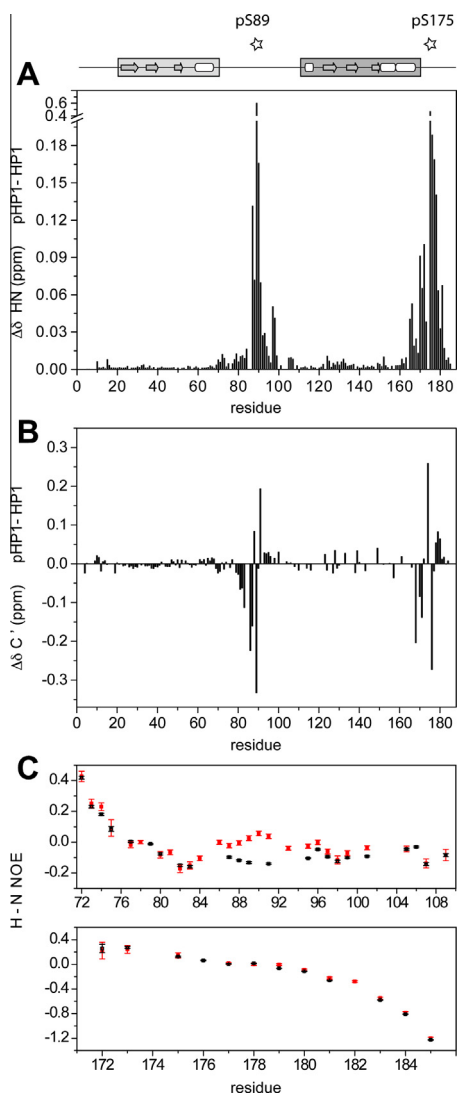 pS89 pS175
A
0.6
0.4
0.18
0.15
0.12
0.09
0.06
0.03
0.00
Δδ HN (ppm) pHP1- HP1
0 20 40 60 80 100 120 140 160 180
residue
B
0.3
0.2
0.1
0.0
-0.1
-0.2
-0.3
Δδ C' (ppm) pHP1- HP1
0 20 40 60 80 100 120 140 160 180
residue
C
0.4
0.2
0.0
-0.2
72 76 80 84 88 92 96 100 104 108
H - N NOE
0.4
0.0
-0.4
-0.8
-1.2
172 174 176 178 180 182 184
residue